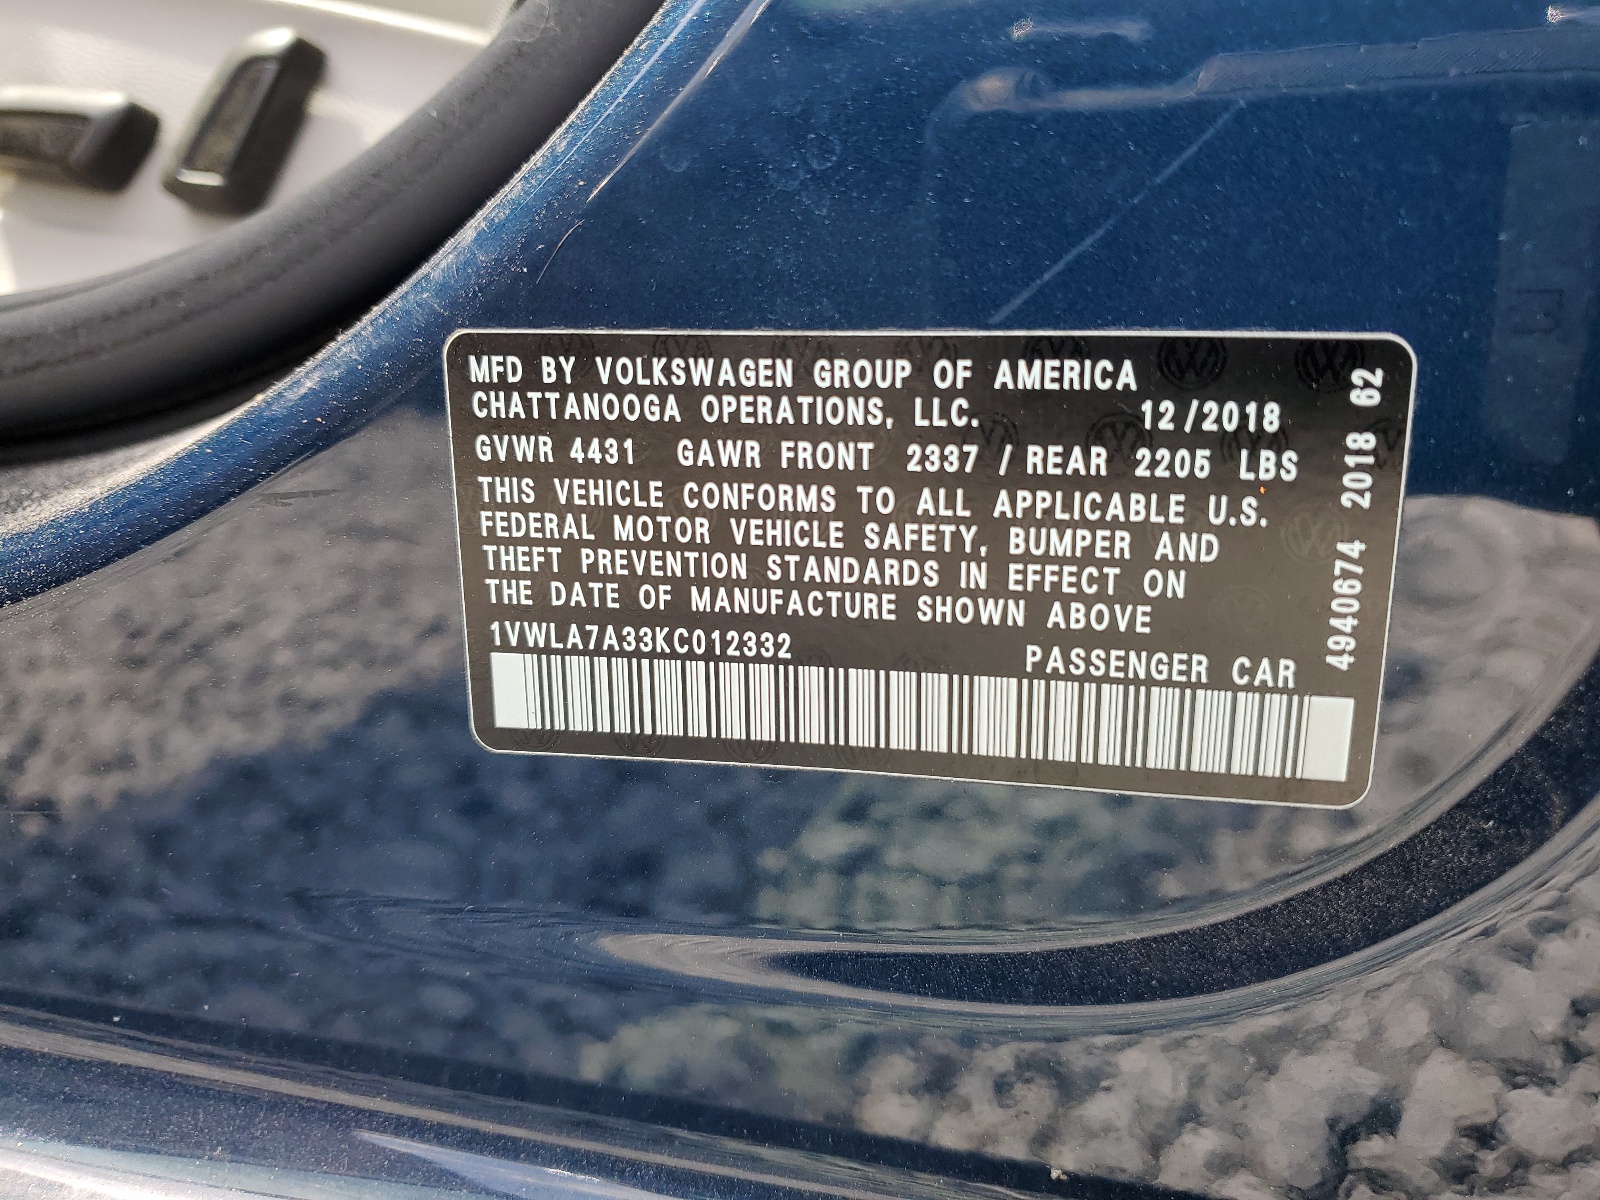 MFD BY VOLKSWAGEN GROUP OF AMERICA
CHATTANOOGA OPERATIONS, LLC. 12/2018
GVWR 4431 GAWR FRONT 2337 / REAR 2205 LBS
THIS VEHICLE CONFORMS TO ALL APPLICABLE U.S.
FEDERAL MOTOR VEHICLE SAFETY, BUMPER AND
THEFT PREVENTION STANDARDS IN EFFECT ON
THE DATE OF MANUFACTURE SHOWN ABOVE
1VWLA7A33KC012332
PASSENGER CAR
4940674 2018 62